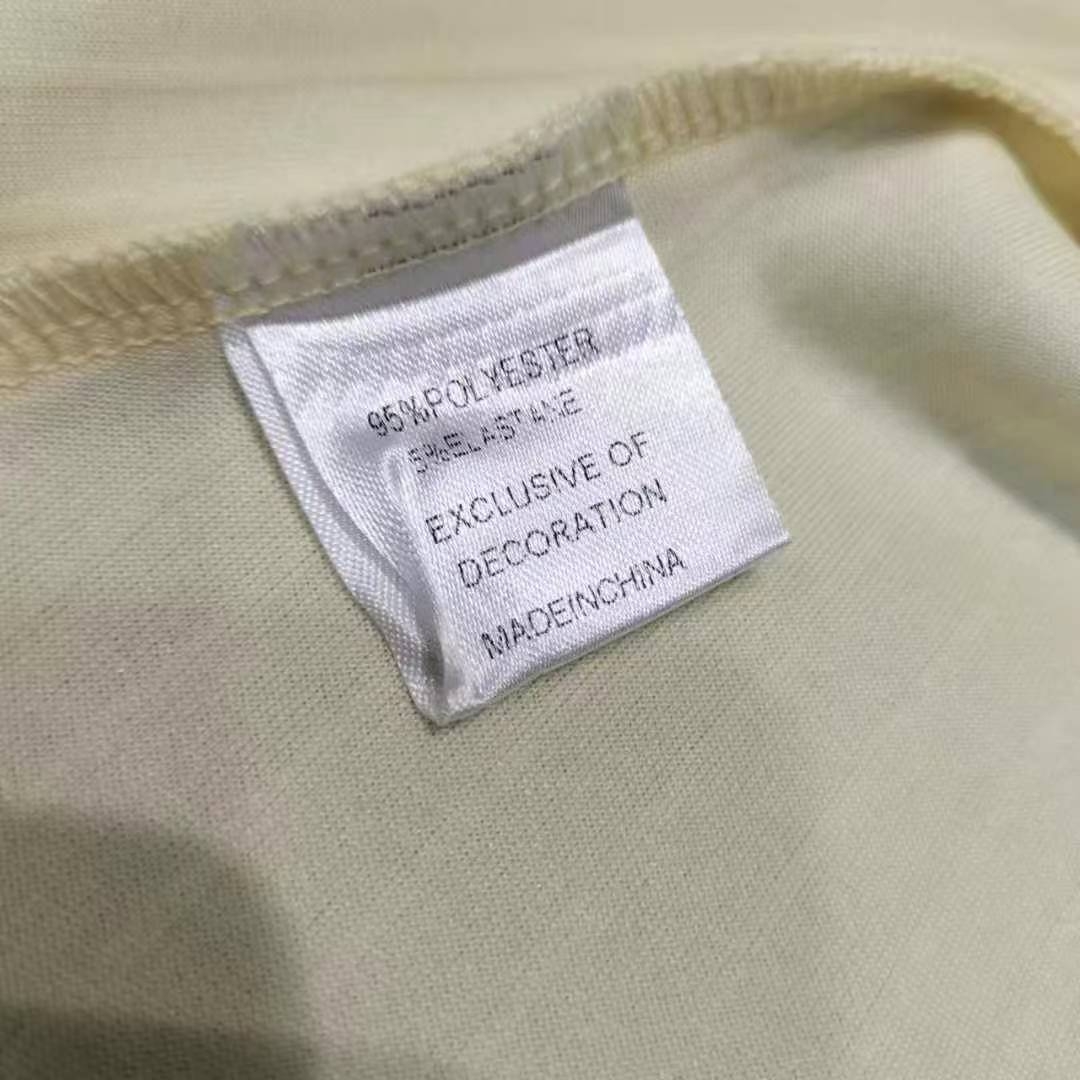 95%POLYESTER
5%ELASTANE
EXCLUSIVE OF
DECORATION
MADEINCHINA